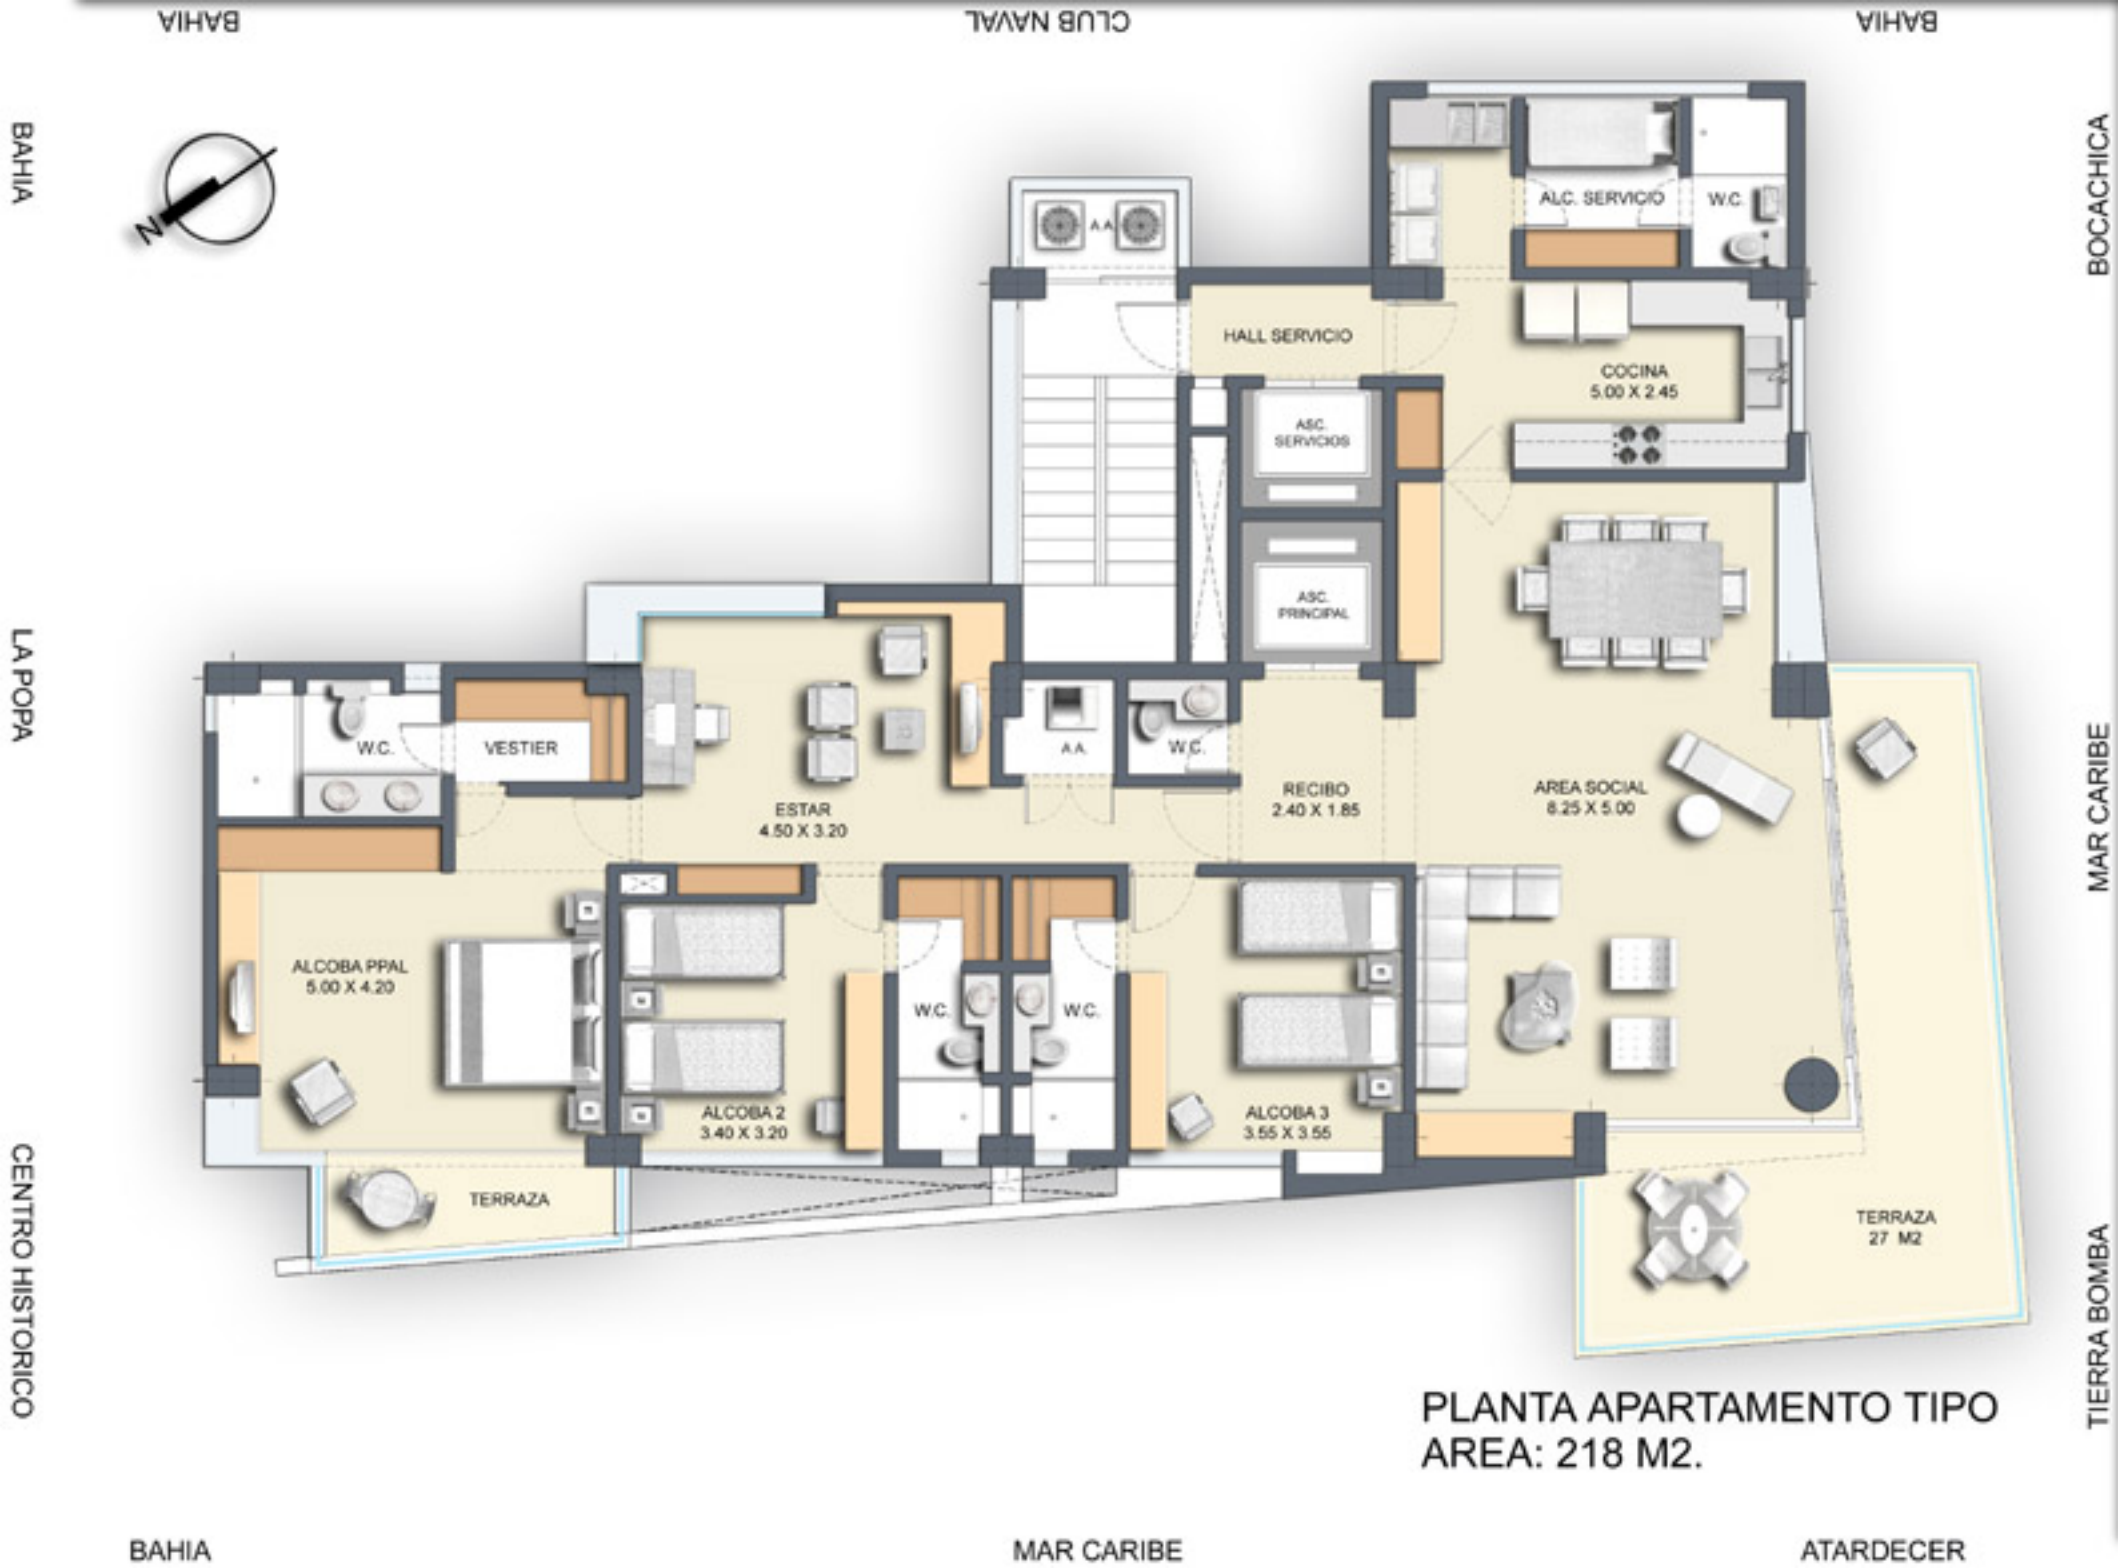 BAHIA
CLUB NAVAL
BAHIA
BAHIA
BOCACHICA
N
A.A.
ALC. SERVICIO
W.C.
HALL SERVICIO
COCINA
5.00 X 2.45
ASC.
SERVICIOS
ASC.
PRINCIPAL
LA POPA
W.C.
VESTIER
A.A.
W.C.
ESTAR
4.50 X 3.20
RECIBO
2.40 X 1.85
AREA SOCIAL
8.25 X 5.00
MAR CARIBE
ALCOBA PPAL
5.00 X 4.20
W.C.
W.C.
ALCOBA 2
3.40 X 3.20
ALCOBA 3
3.55 X 3.55
TERRAZA
TERRAZA
27 M2
CENTRO HISTORICO
TIERRA BOMBA
PLANTA APARTAMENTO TIPO
AREA: 218 M2.
BAHIA
MAR CARIBE
ATARDECER